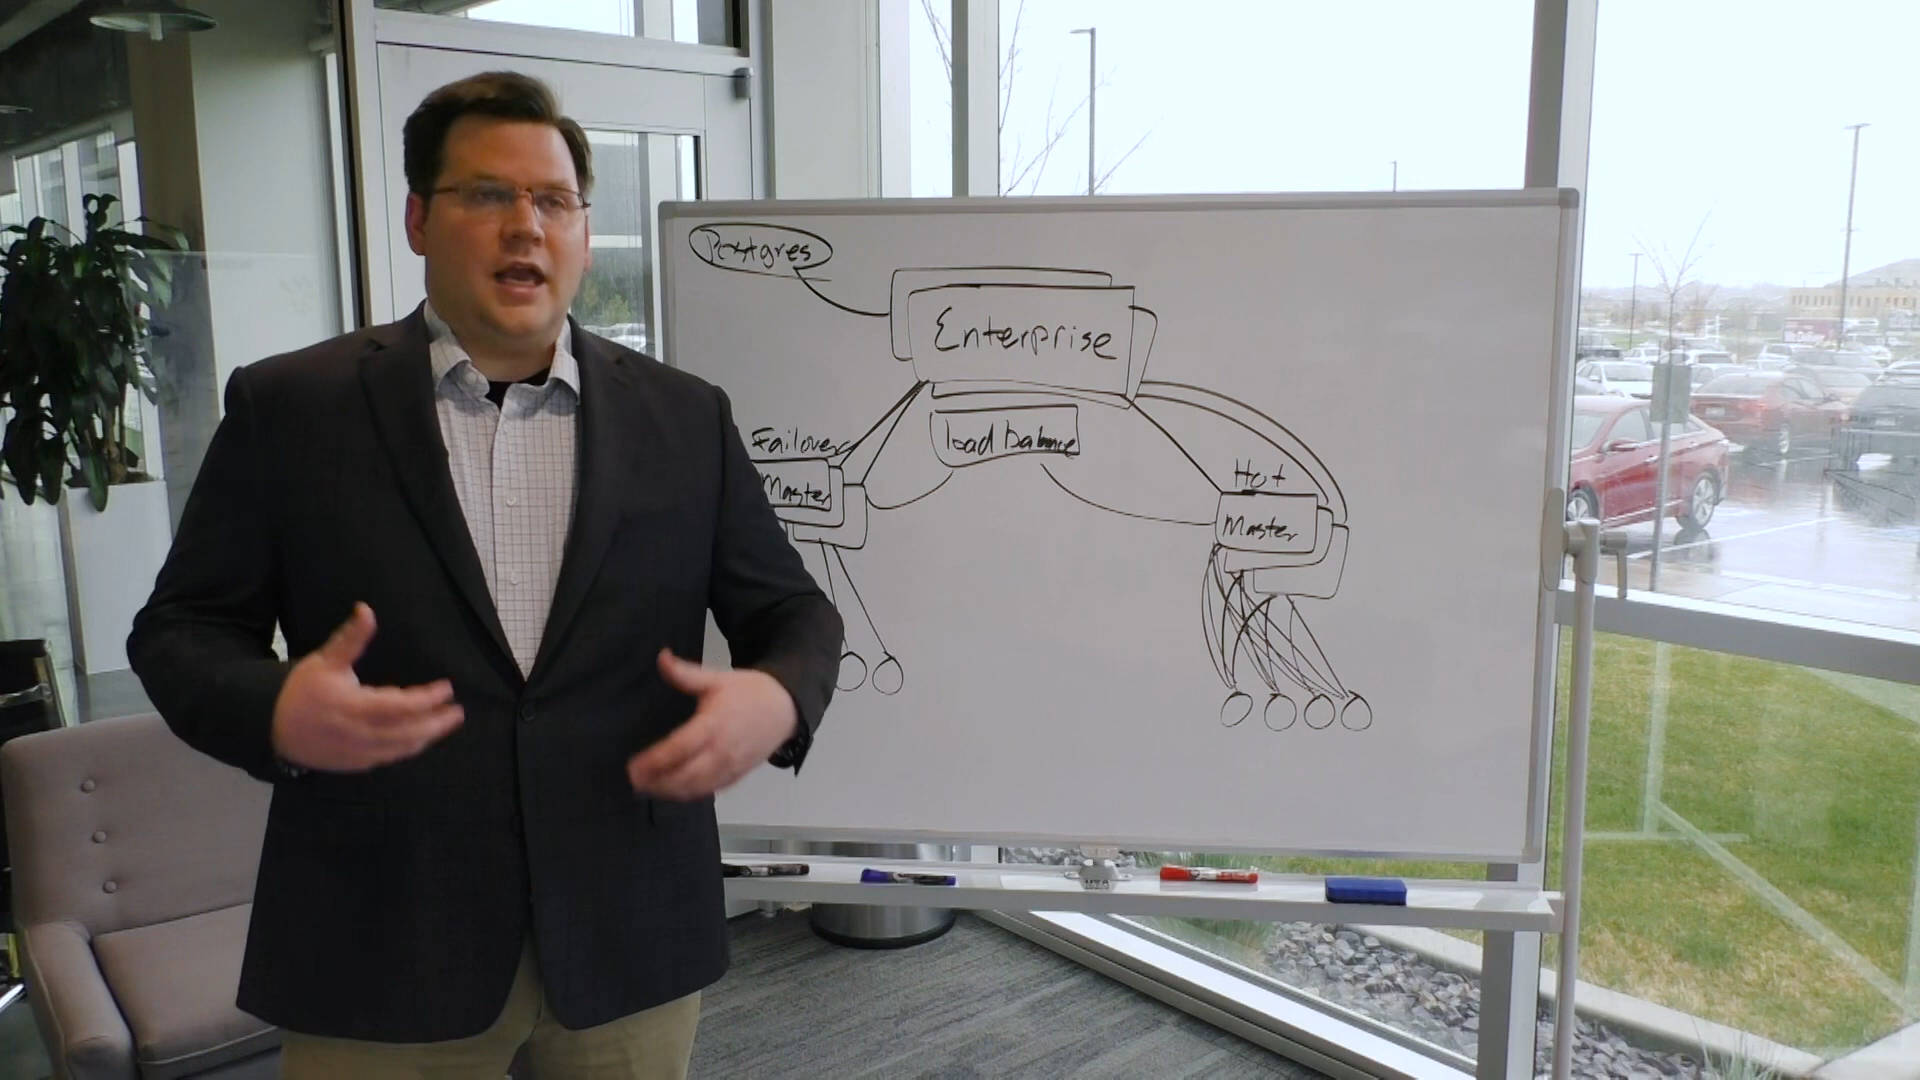 Postgres
Enterprise
Failover
load balance
Master
Hot
Master